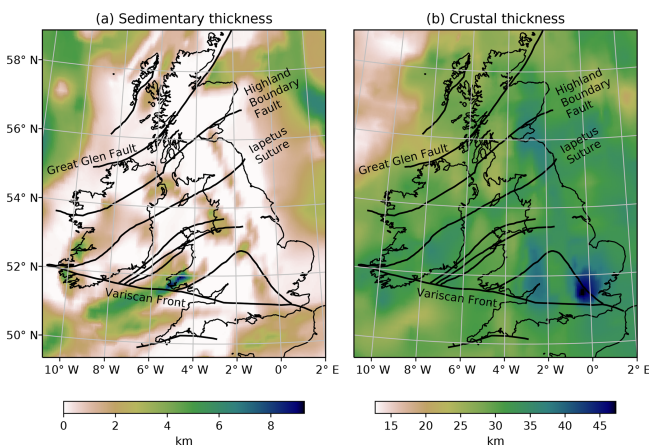 (a) Sedimentary thickness
(b) Crustal thickness
58° N
56° N
54° N
52° N
50° N
Highland
Boundary
Fault
Iapetus
Suture
Great Glen Fault
Variscan Front
Highland
Boundary
Fault
Iapetus
Suture
Great Glen Fault
Variscan Front
10° W 8° W 6° W 4° W 2° W 0° 2° E
10° W 8° W 6° W 4° W 2° W 0° 2° E
0 2 4 6 8
km
15 20 25 30 35 40 45
km